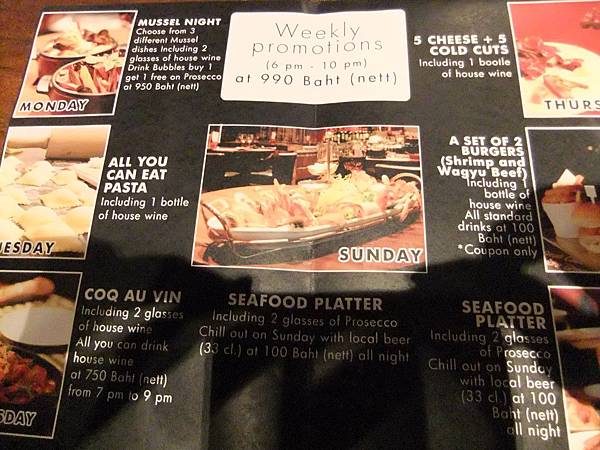 MUSSEL NIGHT
Choose from 3
different Mussel
dishes Including 2
glasses of house wine
Drink Bubbles buy 1
get 1 free on Prosecco
at 950 Baht (nett)
MONDAY
Weekly
promotions
(6 pm - 10 pm)
at 990 Baht (nett)
5 CHEESE + 5
COLD CUTS
Including 1 bootle
of house wine
THURS
ALL YOU
CAN EAT
PASTA
Including 1 bottle
of house wine
ESDAY
SUNDAY
A SET OF 2
BURGERS
(Shrimp and
Wagyu Beef)
Including 1
bottle of
house wine
All standard
drinks at 100
Baht (nett)
*Coupon only
COQ AU VIN
Including 2 glasses
of house wine
All you can drink
house wine
at 750 Baht (nett)
from 7 pm to 9 pm
SDAY
SEAFOOD PLATTER
Including 2 glasses of Prosecco
Chill out on Sunday with local beer
(33 cl.) at 100 Baht (nett) all night
SEAFOOD
PLATTER
Including 2 glasses
of Prosecco
Chill out on Sunday
with local beer
(33 cl.) at 100
Baht (nett)
all night